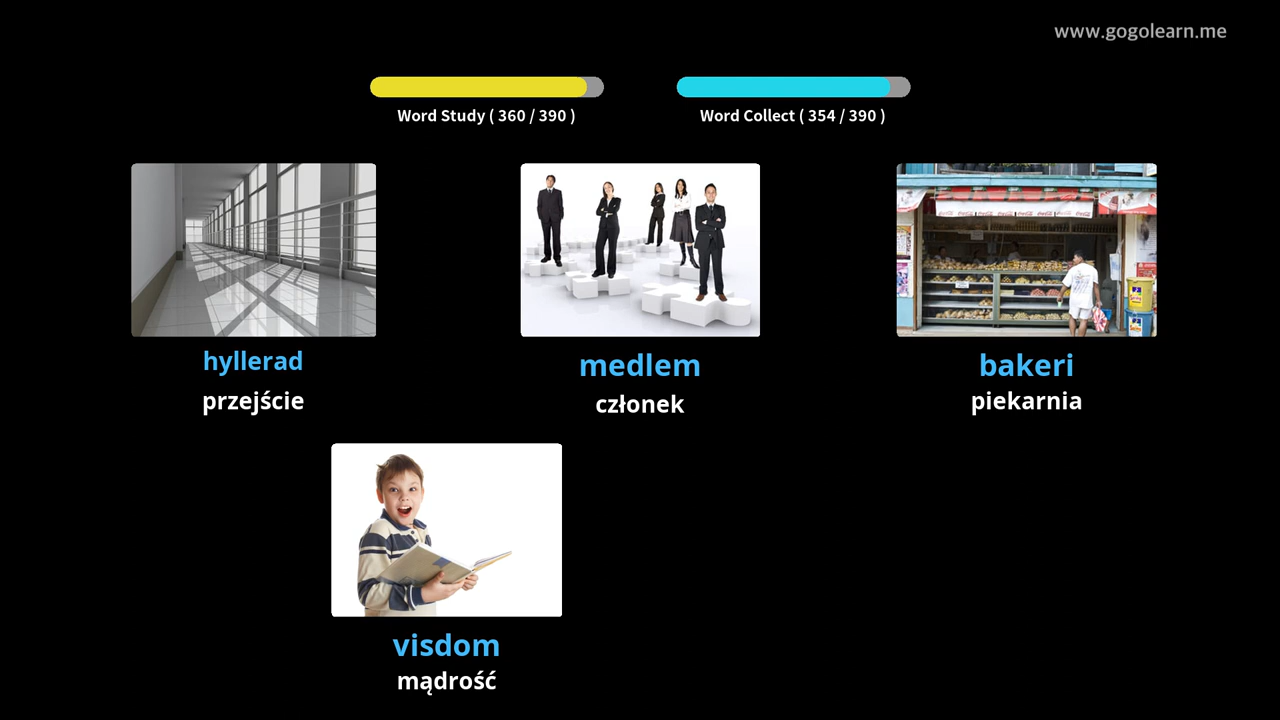 www.gogolearn.me
Word Study ( 360 / 390 )
Word Collect ( 354 / 390 )
hyllerad
medlem
bakeri
przejście
członek
piekarnia
visdom
mądrość